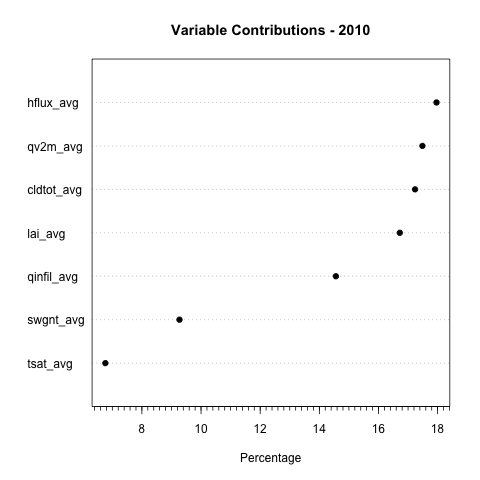 Variable Contributions - 2010
hflux_avg
qv2m_avg
cldtot_avg
lai_avg
qinfil_avg
swgnt_avg
tsat_avg
8 10 12 14 16 18
Percentage